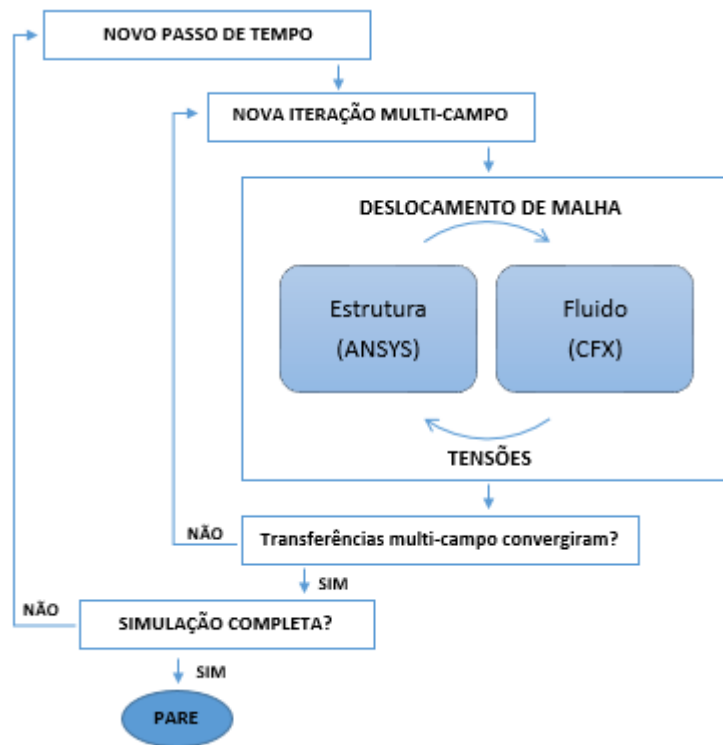 NOVO PASSO DE TEMPO
NOVA ITERAÇÃO MULTI-CAMPO
DESLOCAMENTO DE MALHA
Estrutura
(ANSYS)
Fluido
(CFX)
TENSÕES
NÃO
Transferências multi-campo convergiram?
SIM
NÃO
SIMULAÇÃO COMPLETA?
SIM
PARE